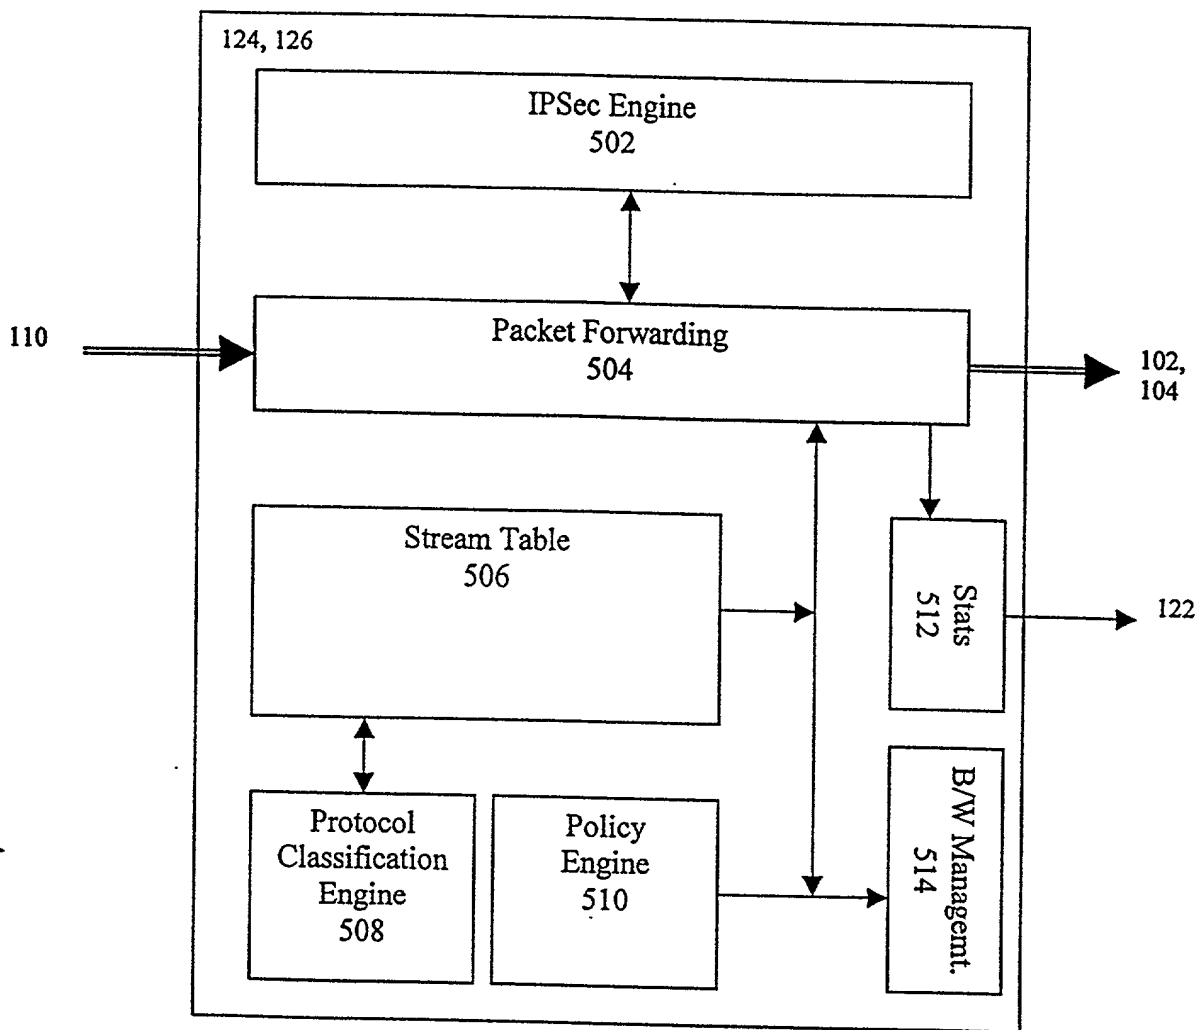 124, 126
IPSec Engine
502
110
Packet Forwarding
504
102,
104
Stream Table
506
Stats
512
122
Protocol
Classification
Engine
508
Policy
Engine
510
B/W Managemt.
514